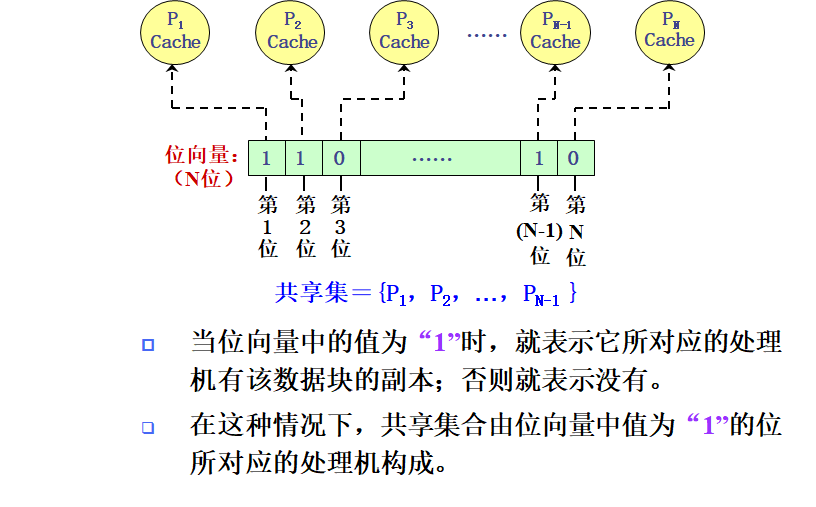 P1 P2 P3 PN-1 PN
Cache Cache Cache …… Cache Cache
位向量： 1 1 0 …… 1 0
（N位）
第1位 第2位 第3位 第(N-1)位 第N位
共享集＝{P1，P2，…，PN-1 }
当位向量中的值为“1”时，就表示它所对应的处理
机有该数据块的副本；否则就表示没有。
在这种情况下，共享集合由位向量中值为“1”的位
所对应的处理机构成。